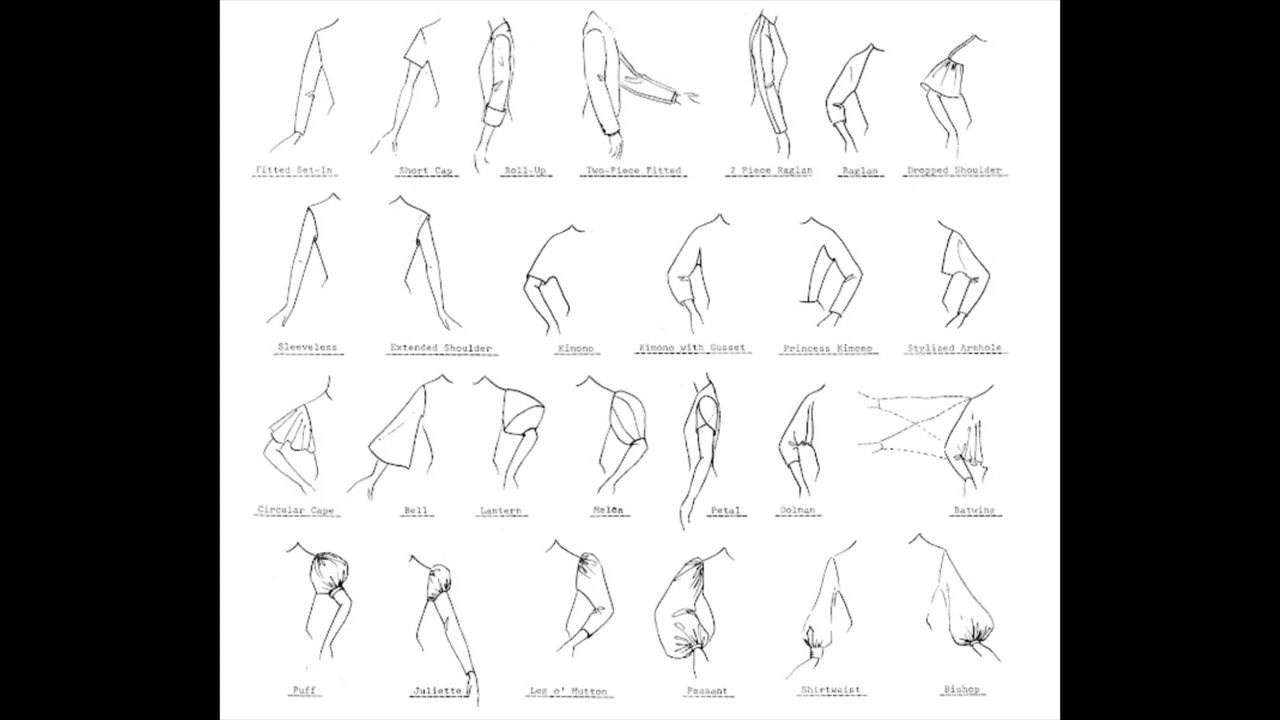 Fitted Set-In
Short Cap
Roll-Up
Two-Piece Fitted
2 Piece Raglan
Raglan
Dropped Shoulder
Sleeveless
Extended Shoulder
Kimono
Kimono with Gusset
Princess Kimono
Stylized Armhole
Circular Cape
Bell
Lantern
Melon
Petal
Dolman
Batwing
Puff
Juliette
Leg o' Mutton
Peasant
Shirtwaist
Bishop